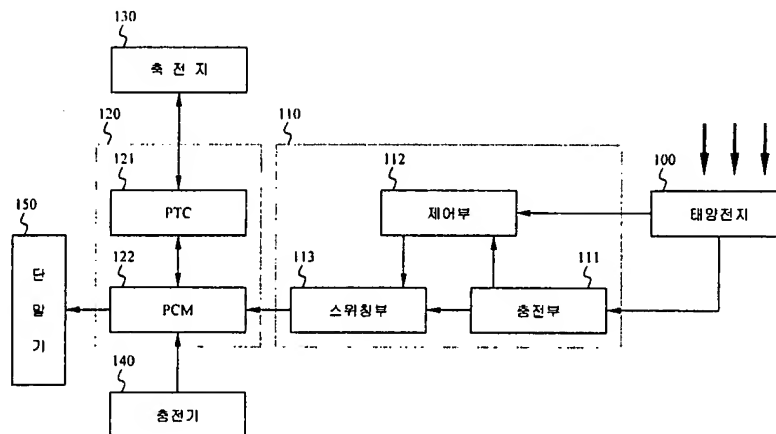 130
축 전 지
120
110
121
PTC
112
제어부
100
태양전지
150
단
말
기
122
PCM
113
스위칭부
111
충전부
140
충전기